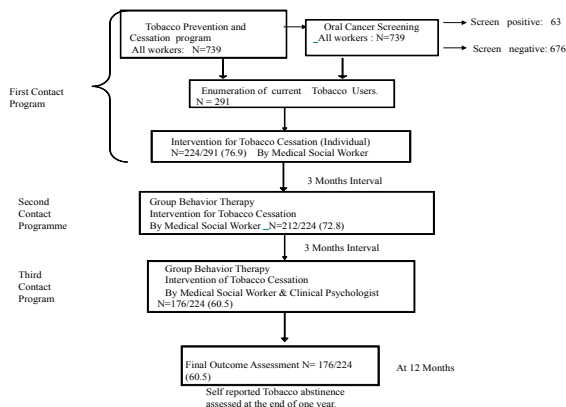 Tobacco Prevention and
Cessation program
All workers: N=739
Oral Cancer Screening
All workers : N=739
Screen positive: 63
Screen negative: 676
First Contact
Program
Enumeration of current Tobacco Users.
N = 291
Intervention for Tobacco Cessation (Individual)
N=224/291 (76.9) By Medical Social Worker
3 Months Interval
Second
Contact
Programme
Group Behavior Therapy
Intervention for Tobacco Cessation
By Medical Social Worker N=212/224 (72.8)
3 Months Interval
Third
Contact
Program
Group Behavior Therapy
Intervention of Tobacco Cessation
By Medical Social Worker & Clinical Psychologist
N=176/224 (60.5)
Final Outcome Assessment N= 176/224
(60.5)
At 12 Months
Self reported Tobacco abstinence
assessed at the end of one year.